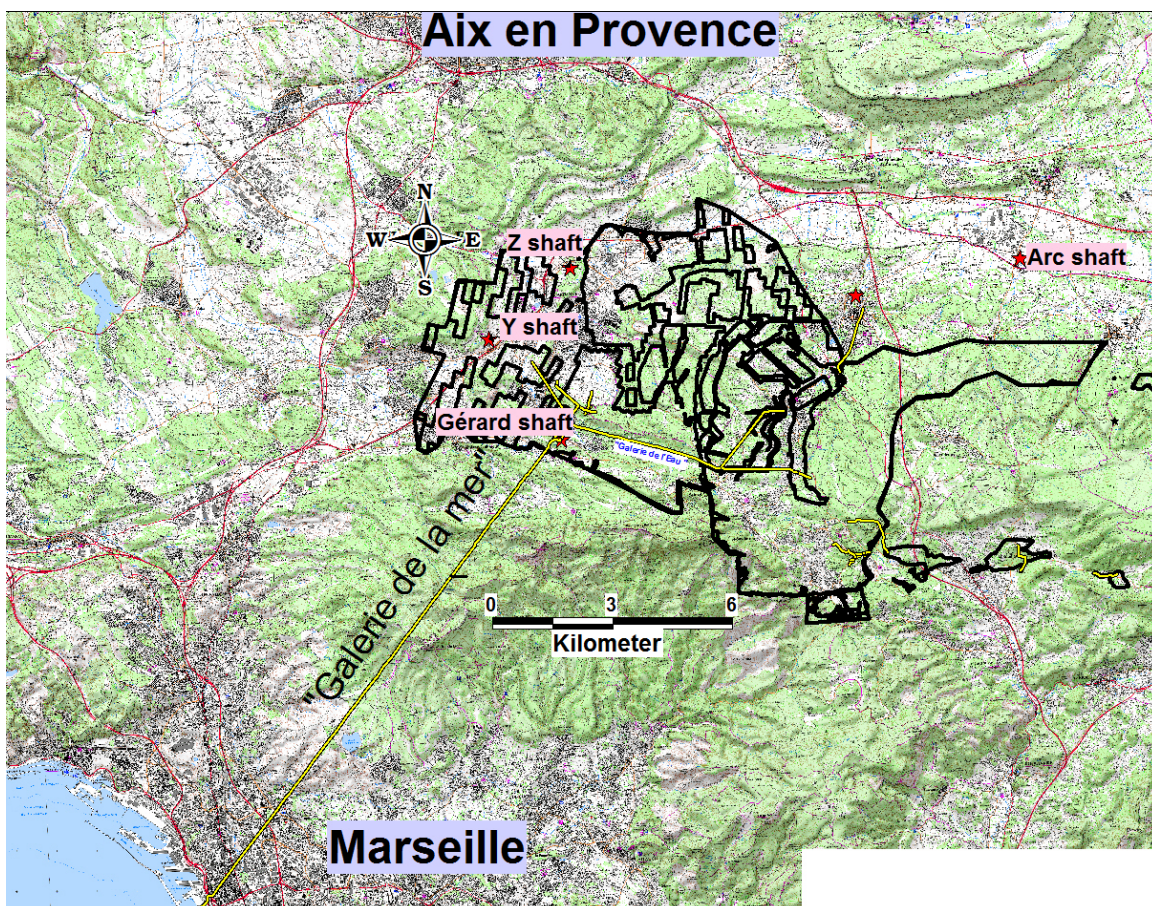 Aix en Provence
N
W
E
S
Z shaft
Arc shaft
Y shaft
Gérard shaft
"Galerie de l'Eau "
"Galerie de la mer"
0 3 6
Kilometer
Marseille